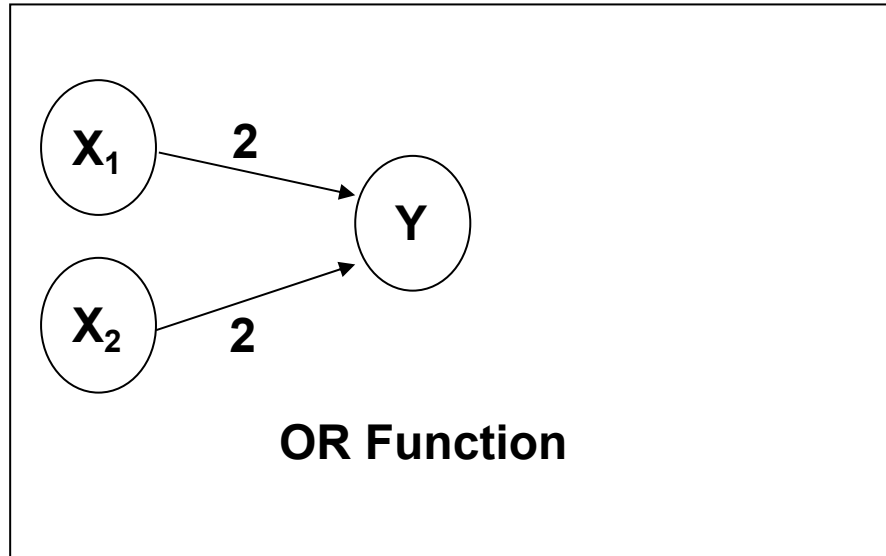 X₁
2
Y
X₂
2
OR Function